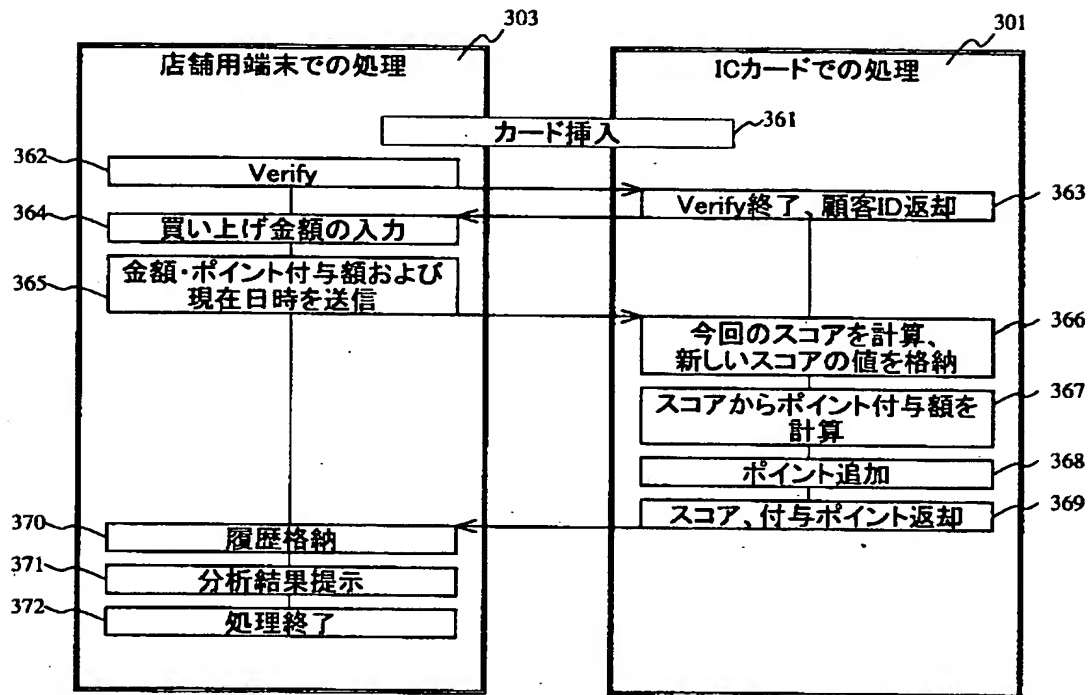 303
301
店舗用端末での処理
ICカードでの処理
カード挿入
361
362
Verify
363
Verify終了、顧客ID返却
364
買い上げ金額の入力
365
金額・ポイント付与額および
現在日時を送信
366
今回のスコアを計算、
新しいスコアの値を格納
367
スコアからポイント付与額を
計算
368
ポイント追加
369
スコア、付与ポイント返却
370
履歴格納
371
分析結果提示
372
処理終了